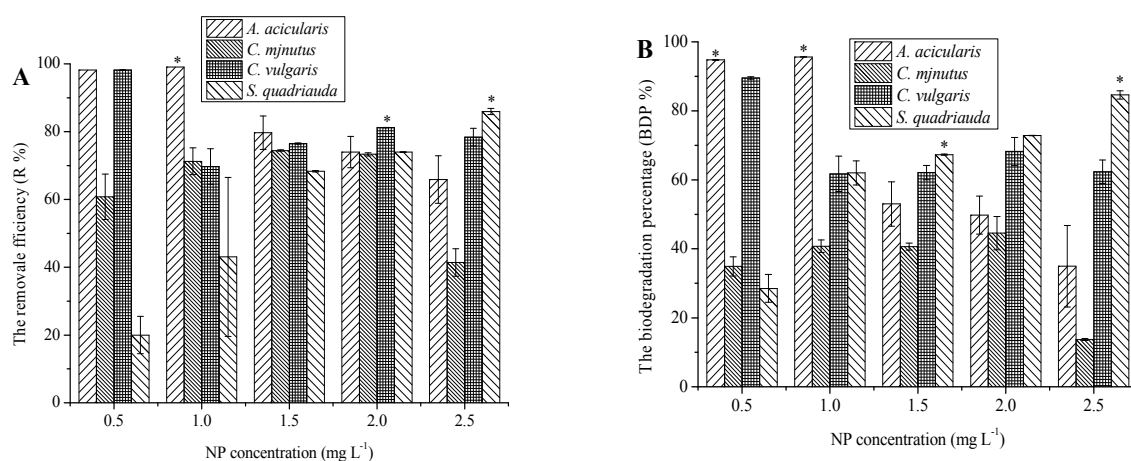 A
The removale efficiency (R %)
100
80
60
40
20
0
A. acicularis
C. mjnutus
C. vulgaris
S. quadriauda
*
*
*
0.5 1.0 1.5 2.0 2.5
NP concentration (mg L⁻¹)
B
The biodegradation percentage (BDP %)
100
80
60
40
20
0
A. acicularis
C. mjnutus
C. vulgaris
S. quadriauda
*
*
*
*
0.5 1.0 1.5 2.0 2.5
NP concentration (mg L⁻¹)